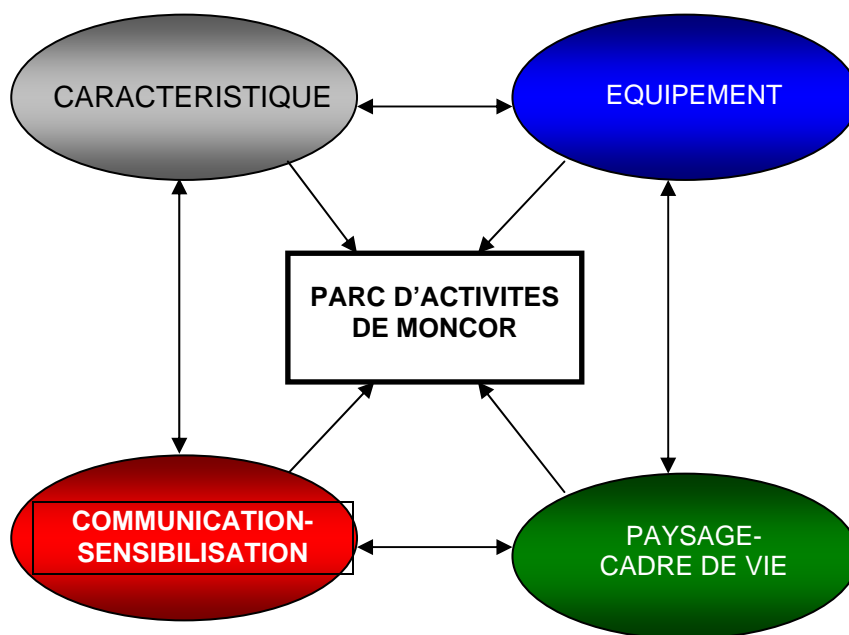 CARACTERISTIQUE
EQUIPEMENT
PARC D’ACTIVITES
DE MONCOR
COMMUNICATION-
SENSIBILISATION
PAYSAGE-
CADRE DE VIE